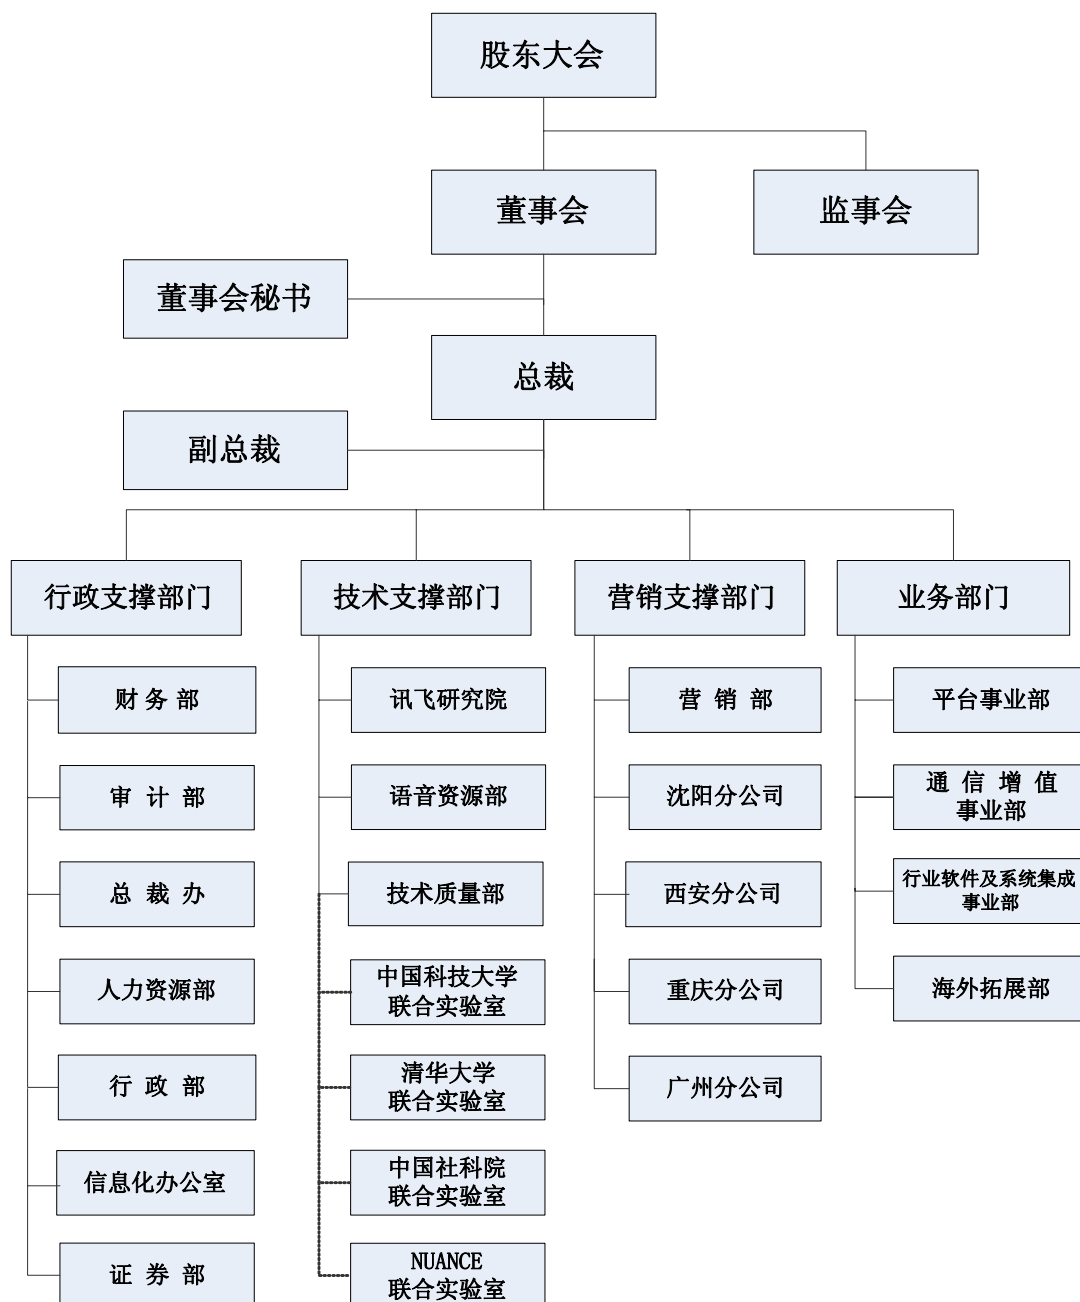 股东大会
董事会
监事会
董事会秘书
总裁
副总裁
行政支撑部门
技术支撑部门
营销支撑部门
业务部门
财务部
审计部
总裁办
人力资源部
行政部
信息化办公室
证券部
讯飞研究院
语音资源部
技术质量部
中国科技大学
联合实验室
清华大学
联合实验室
中国社科院
联合实验室
NUANCE
联合实验室
营销部
沈阳分公司
西安分公司
重庆分公司
广州分公司
平台事业部
通信增值
事业部
行业软件及系统集成
事业部
海外拓展部